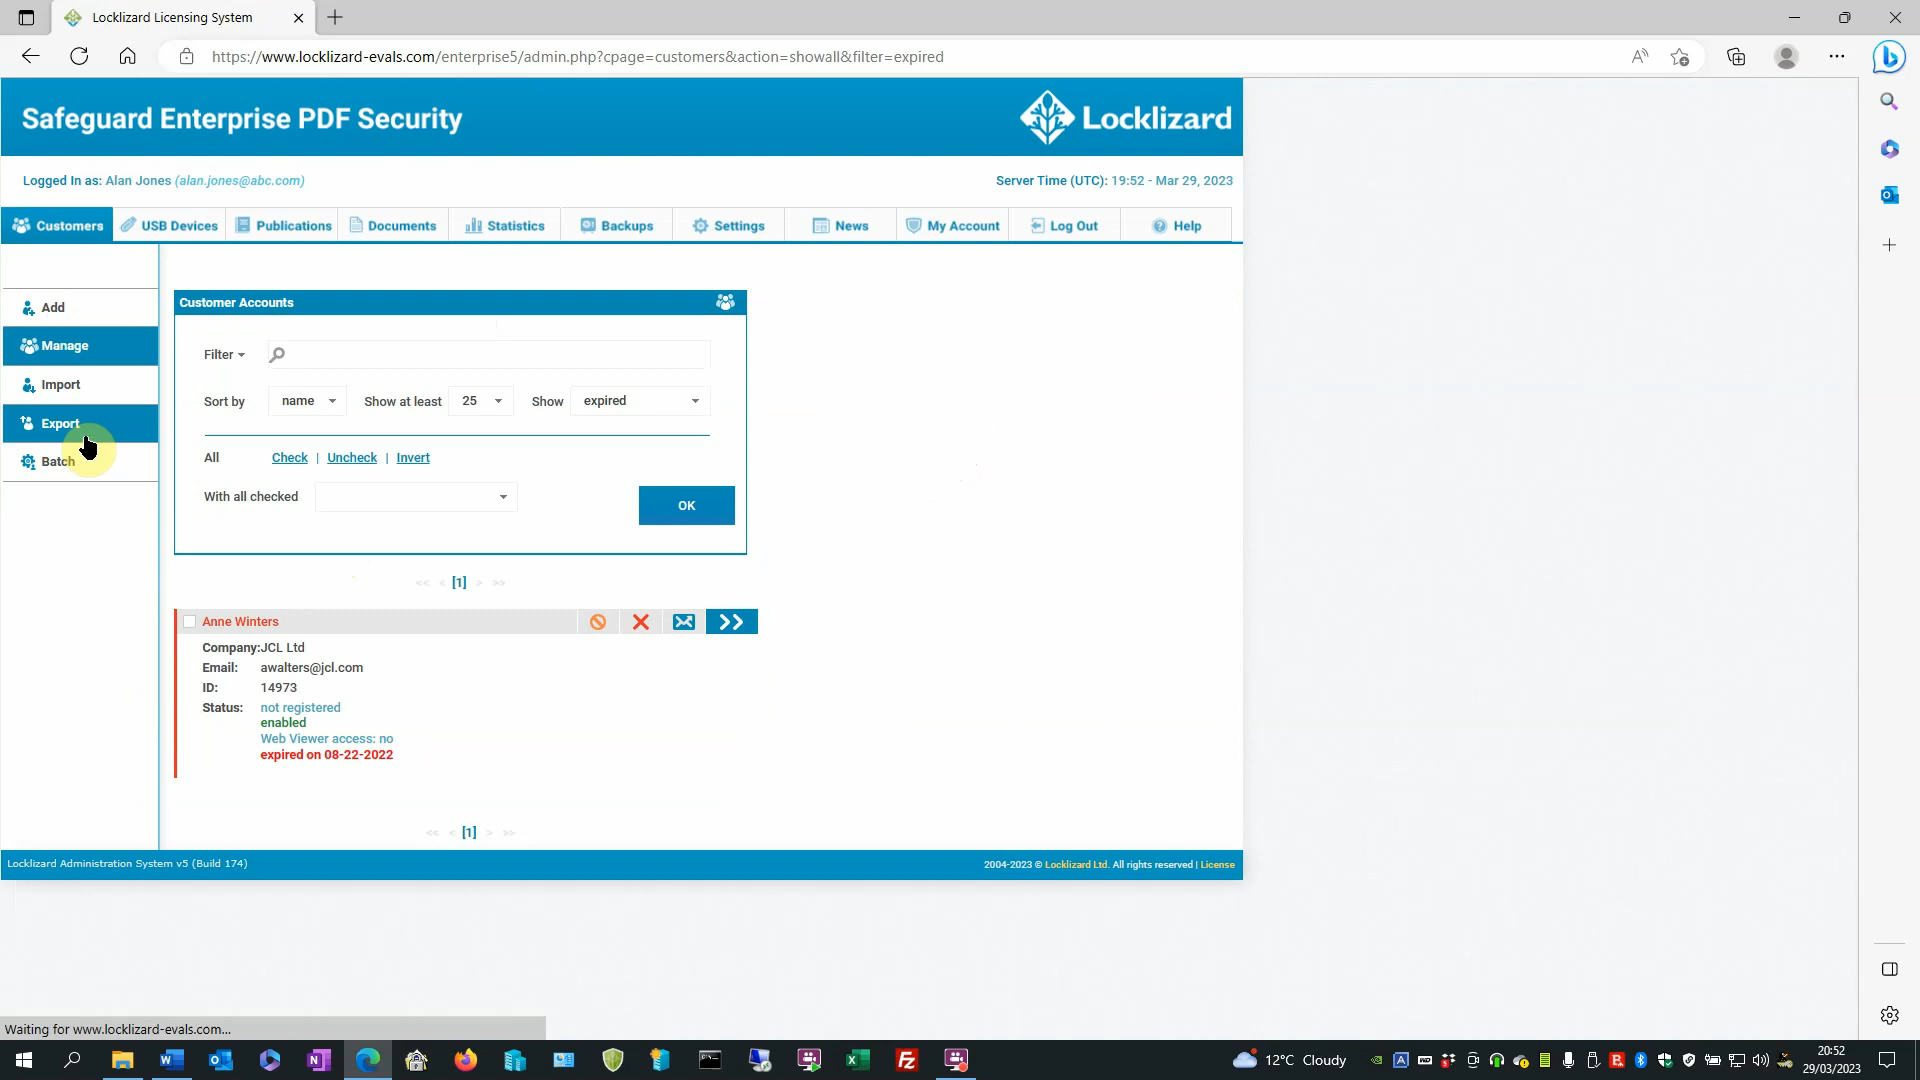 Locklizard Licensing System
https://www.locklizard-evals.com/enterprise5/admin.php?cpage=customers&action=showall&filter=expired
Safeguard Enterprise PDF Security
Locklizard
Logged In as: Alan Jones (alan.jones@abc.com)
Server Time (UTC): 19:52 - Mar 29, 2023
Customers
USB Devices
Publications
Documents
Statistics
Backups
Settings
News
My Account
Log Out
Help
Add
Manage
Import
Export
Batch
Customer Accounts
Filter
Sort by name Show at least 25 Show expired
All Check | Uncheck | Invert
With all checked
OK
<< < [1] > >>
Anne Winters
Company:JCL Ltd
Email: awalters@jcl.com
ID: 14973
Status: not registered
enabled
Web Viewer access: no
expired on 08-22-2022
<< < [1] > >>
Locklizard Administration System v5 (Build 174)
2004-2023 © Locklizard Ltd. All rights reserved | License
Waiting for www.locklizard-evals.com...
12°C Cloudy
20:52
29/03/2023